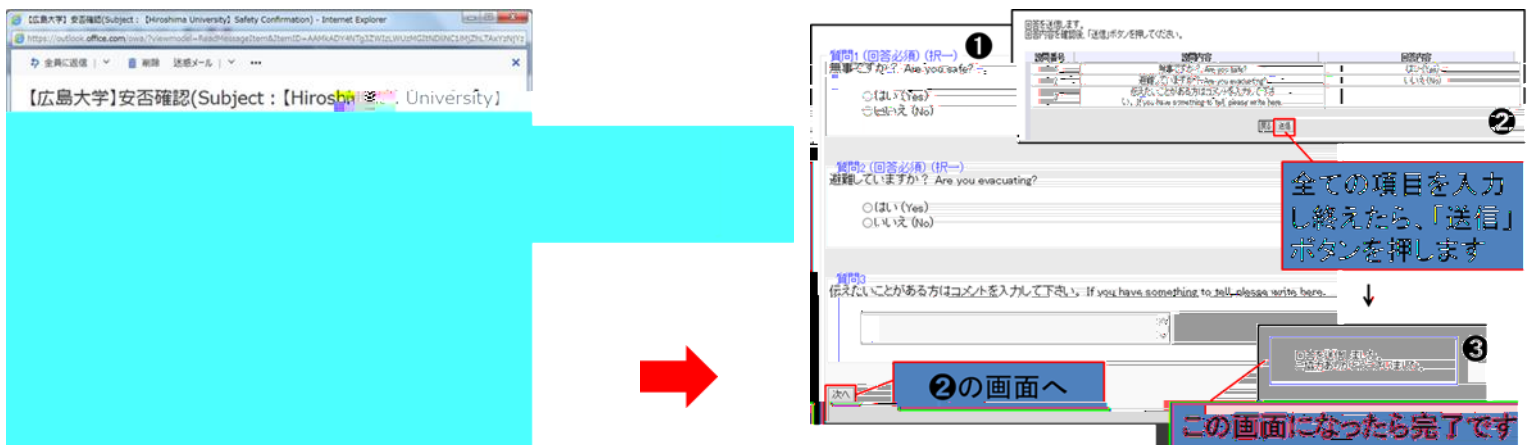 【広島大学】安否確認(Subject : 【Hiroshima University】 Safety Confirmation) - Internet Explorer
全員に返信 | 削除 迷惑メール |
【広島大学】安否確認(Subject : 【Hiroshima University】
❶
質問1 (回答必須) (択一)
無事ですか? Are you safe?
はい (Yes)
いいえ (No)
質問2 (回答必須) (択一)
避難していますか? Are you evacuating?
はい (Yes)
いいえ (No)
質問3
伝えたいことがある方はコメントを入力して下さい。If you have something to tell, please write here.
次へ
❷の画面へ
回答を送信します。
回答内容を確認後、「送信」ボタンを押してください。
設問番号 設問内容 回答内容
無事ですか? Are you safe? はい(Yes)
避難していますか? Are you evacuating? いいえ(No)
伝えたいことがある方はコメントを入力して下さ
い。If you have something to tell, please write here.
戻る 送信
❷
全ての項目を入力
し終えたら、「送信」
ボタンを押します
↓
❸
この画面になったら完了です